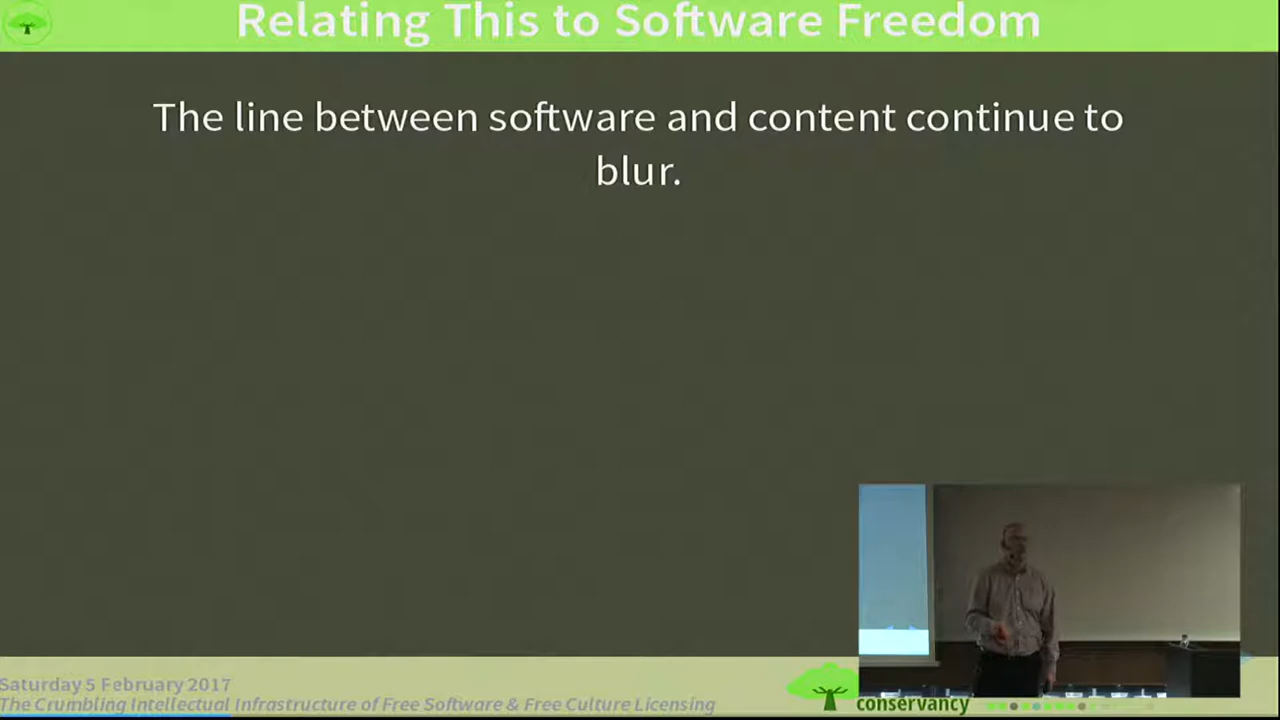 Relating This to Software Freedom
The line between software and content continue to
blur.
Saturday 5 February 2017
The Crumbling Intellectual Infrastructure of Free Software & Free Culture Licensing
conservancy